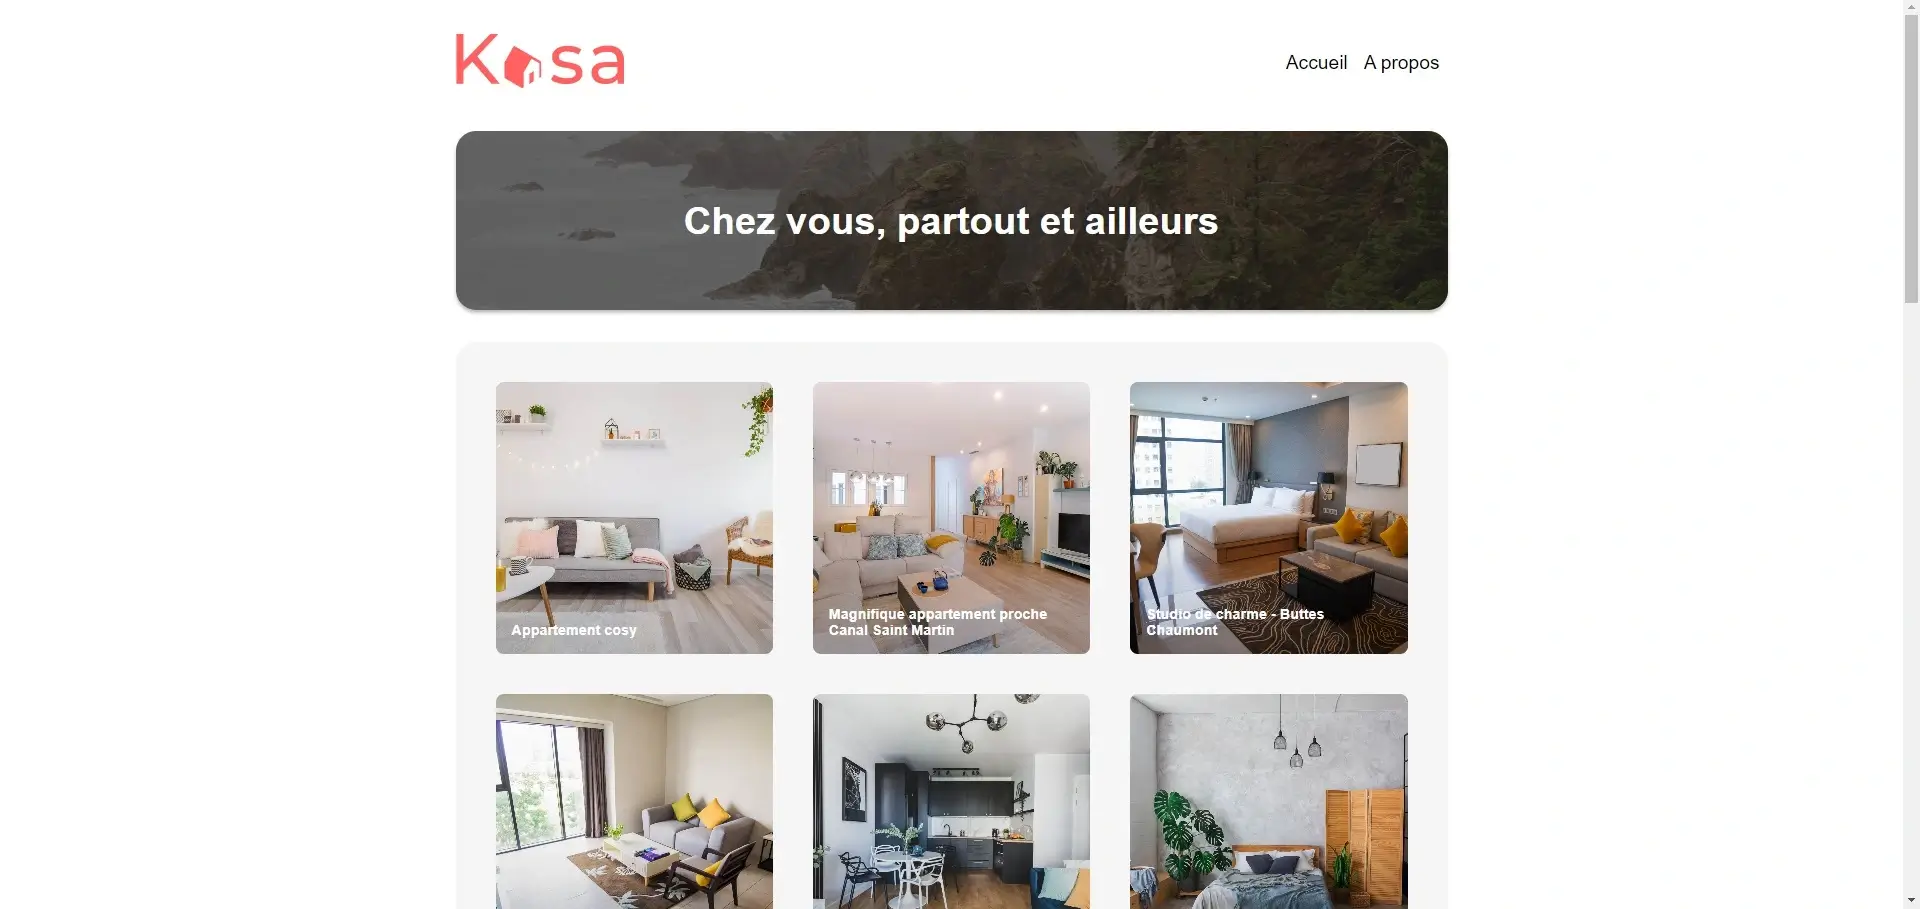 Kasa
Accueil A propos
Chez vous, partout et ailleurs
Appartement cosy
Magnifique appartement proche
Canal Saint Martin
Studio de charme - Buttes
Chaumont